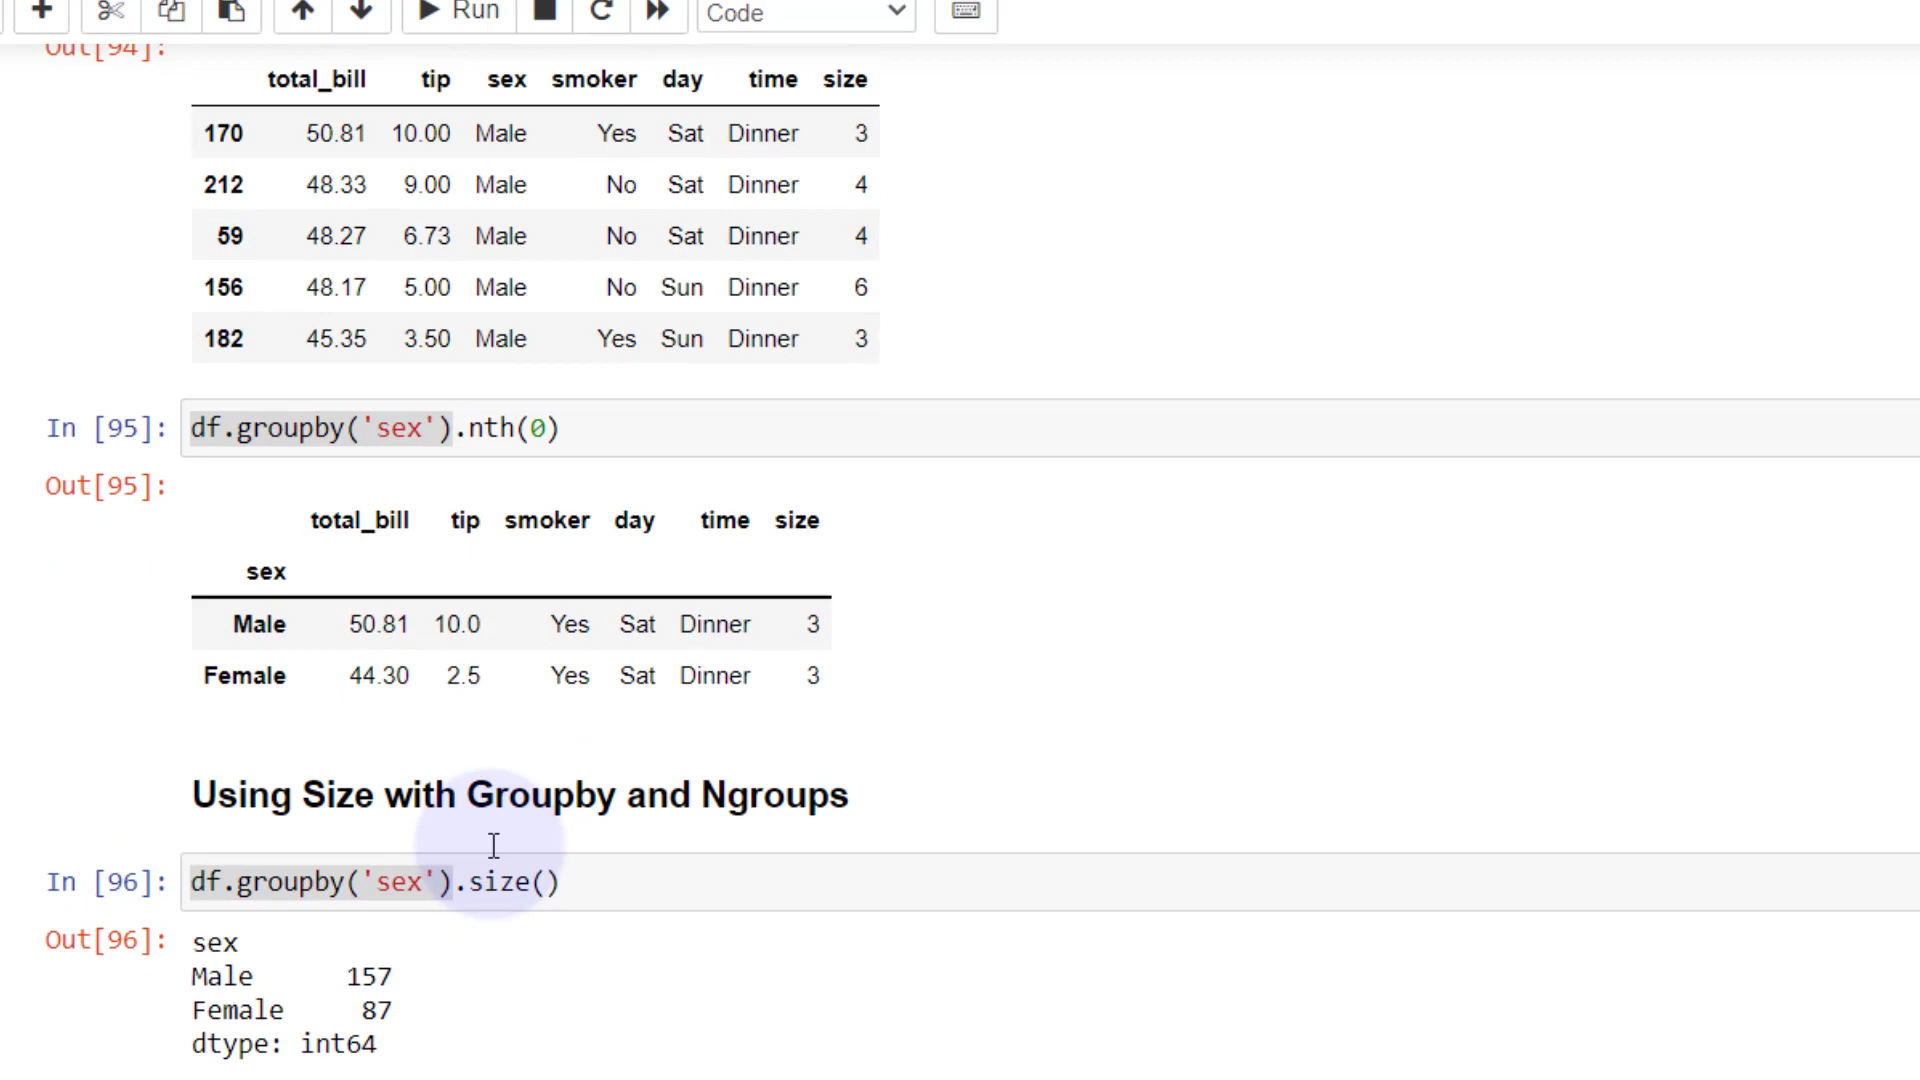 Run
Code
Out[94]:
total_bill tip sex smoker day time size
170 50.81 10.00 Male Yes Sat Dinner 3
212 48.33 9.00 Male No Sat Dinner 4
59 48.27 6.73 Male No Sat Dinner 4
156 48.17 5.00 Male No Sun Dinner 6
182 45.35 3.50 Male Yes Sun Dinner 3
In [95]: df.groupby('sex').nth(0)
Out[95]:
total_bill tip smoker day time size
sex
Male 50.81 10.0 Yes Sat Dinner 3
Female 44.30 2.5 Yes Sat Dinner 3
Using Size with Groupby and Ngroups
In [96]: df.groupby('sex').size()
Out[96]: sex
Male 157
Female 87
dtype: int64